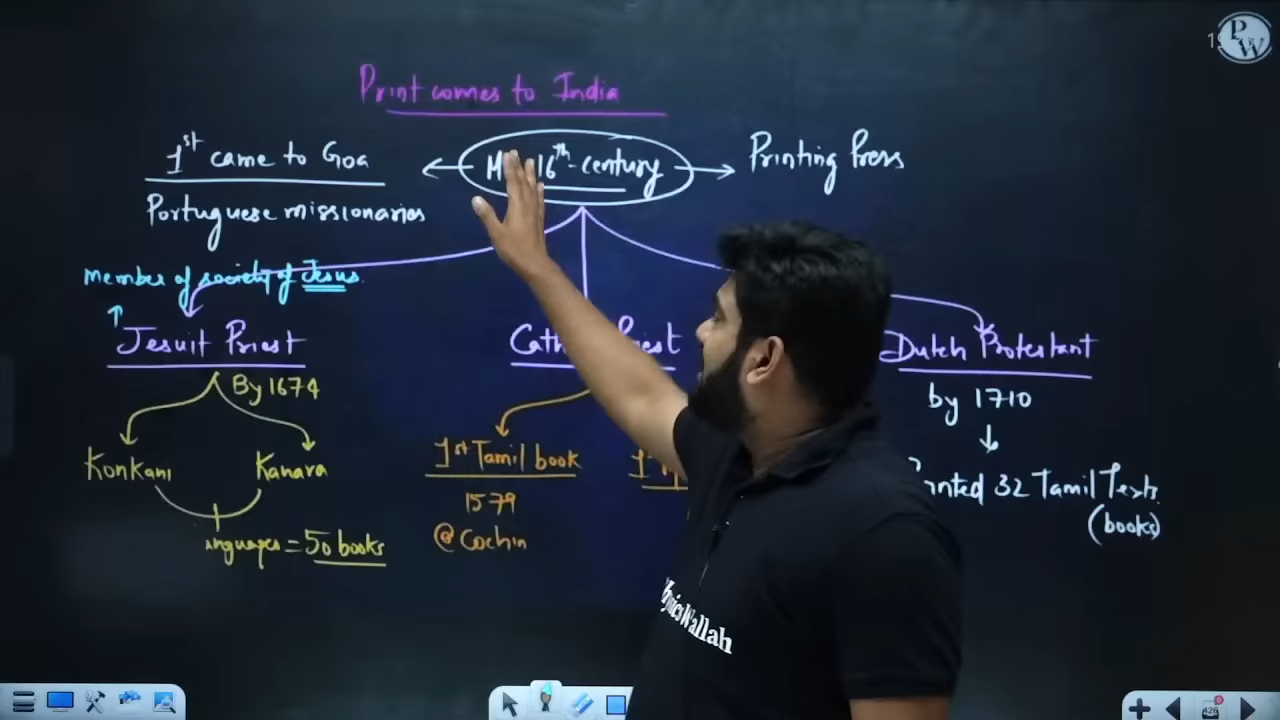 Print comes to India
1st came to Goa
16th-century
Printing Press
Portuguese missionaries
member of society of Jesus.
Jesuit Priest
Dutch Protestant
By 1674
by 1710
Konkani
Kanara
1st Tamil book
32 Tamil Texts
(books)
1579
@Cochin
= 50 books
PW
426